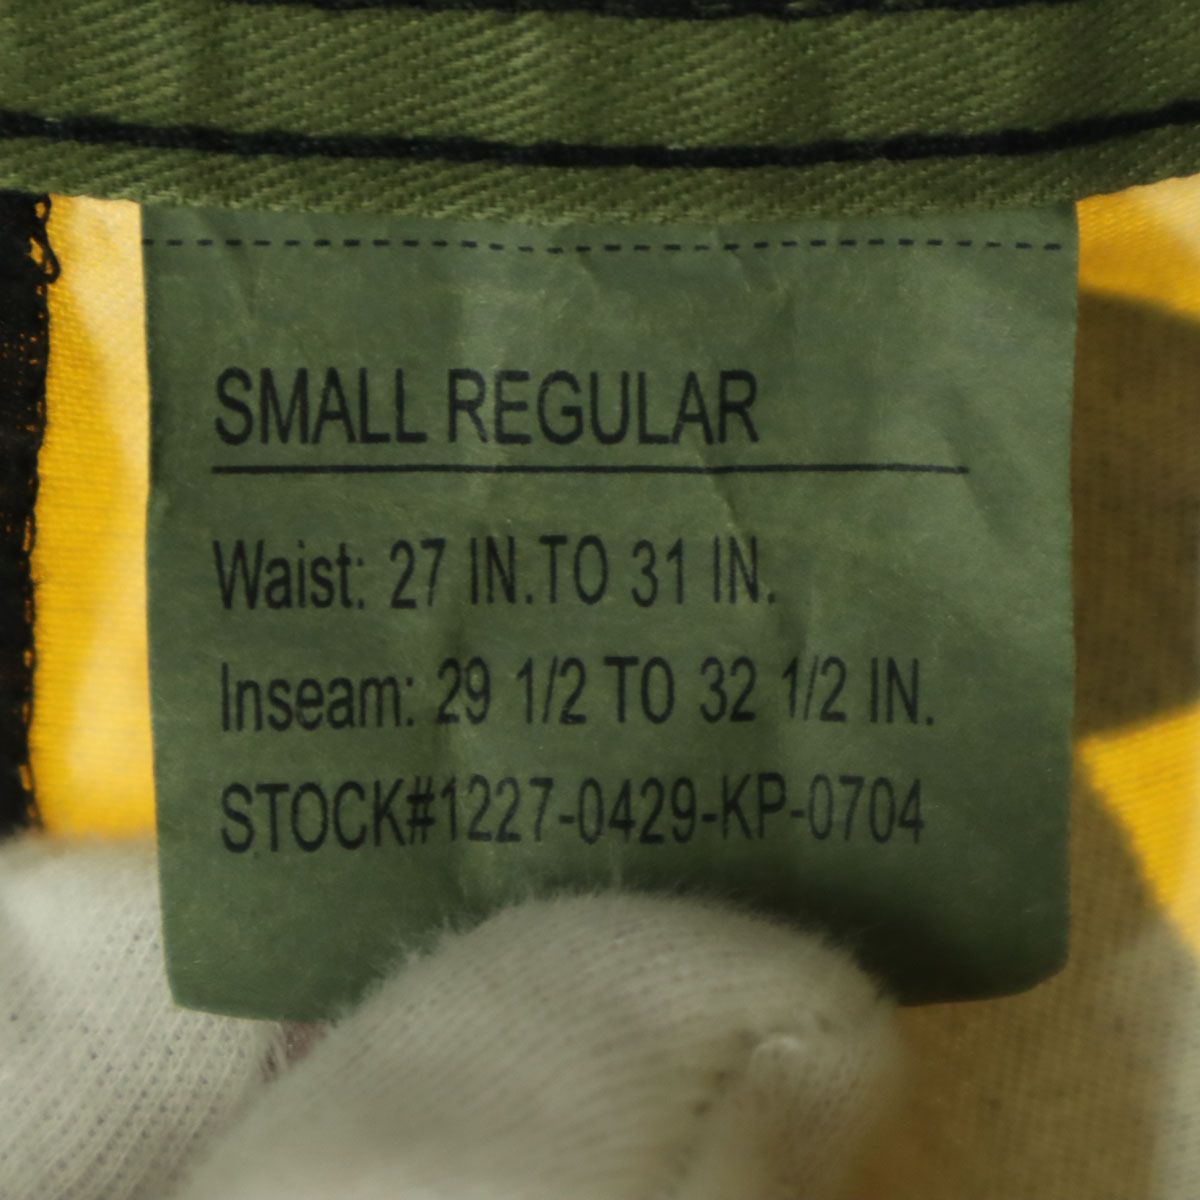 SMALL REGULAR
Waist: 27 IN.TO 31 IN.
Inseam: 29 1/2 TO 32 1/2 IN.
STOCK#1227-0429-KP-0704